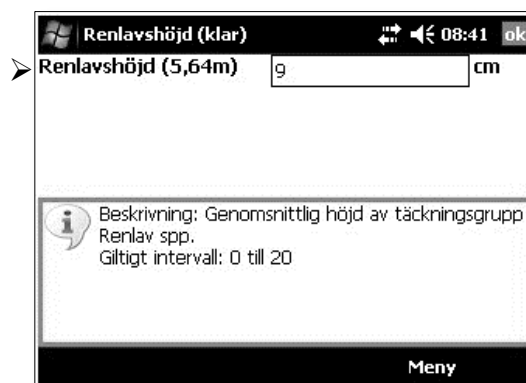 Renlavshöjd (klar) 08:41 ok
Renlavshöjd (5,64m) 9 cm
Beskrivning: Genomsnittlig höjd av täckningsgrupp
Renlav spp.
Giltigt intervall: 0 till 20
Meny